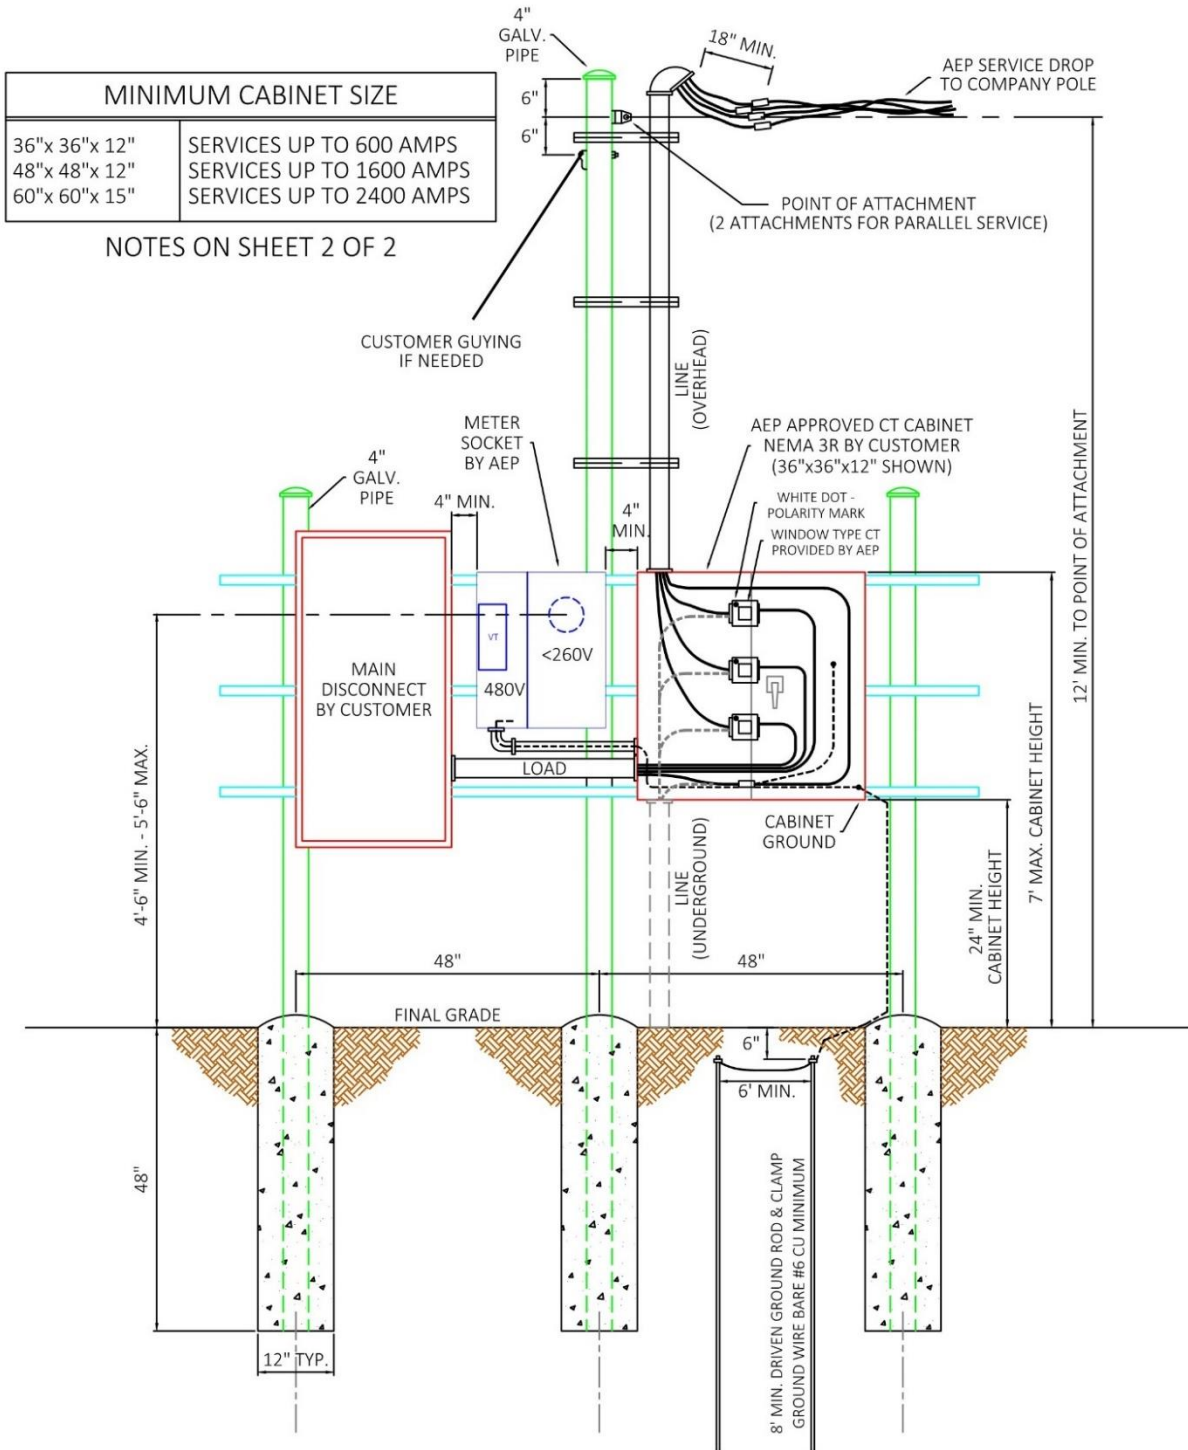 4"
GALV.
PIPE
18" MIN.
AEP SERVICE DROP
TO COMPANY POLE
MINIMUM CABINET SIZE
36"x 36"x 12" SERVICES UP TO 600 AMPS
48"x 48"x 12" SERVICES UP TO 1600 AMPS
60"x 60"x 15" SERVICES UP TO 2400 AMPS
NOTES ON SHEET 2 OF 2
6"
6"
POINT OF ATTACHMENT
(2 ATTACHMENTS FOR PARALLEL SERVICE)
CUSTOMER GUYING
IF NEEDED
LINE
(OVERHEAD)
METER
SOCKET
BY AEP
AEP APPROVED CT CABINET
NEMA 3R BY CUSTOMER
(36"x36"x12" SHOWN)
4"
GALV.
PIPE
4" MIN.
4"
MIN.
WHITE DOT -
POLARITY MARK
WINDOW TYPE CT
PROVIDED BY AEP
12' MIN. TO POINT OF ATTACHMENT
VT
<260V
480V
MAIN
DISCONNECT
BY CUSTOMER
LOAD
CABINET
GROUND
4'-6" MIN. - 5'-6" MAX.
LINE
(UNDERGROUND)
24" MIN.
CABINET HEIGHT
7' MAX. CABINET HEIGHT
48"
48"
FINAL GRADE
6"
6' MIN.
48"
8' MIN. DRIVEN GROUND ROD & CLAMP
GROUND WIRE BARE #6 CU MINIMUM
12" TYP.